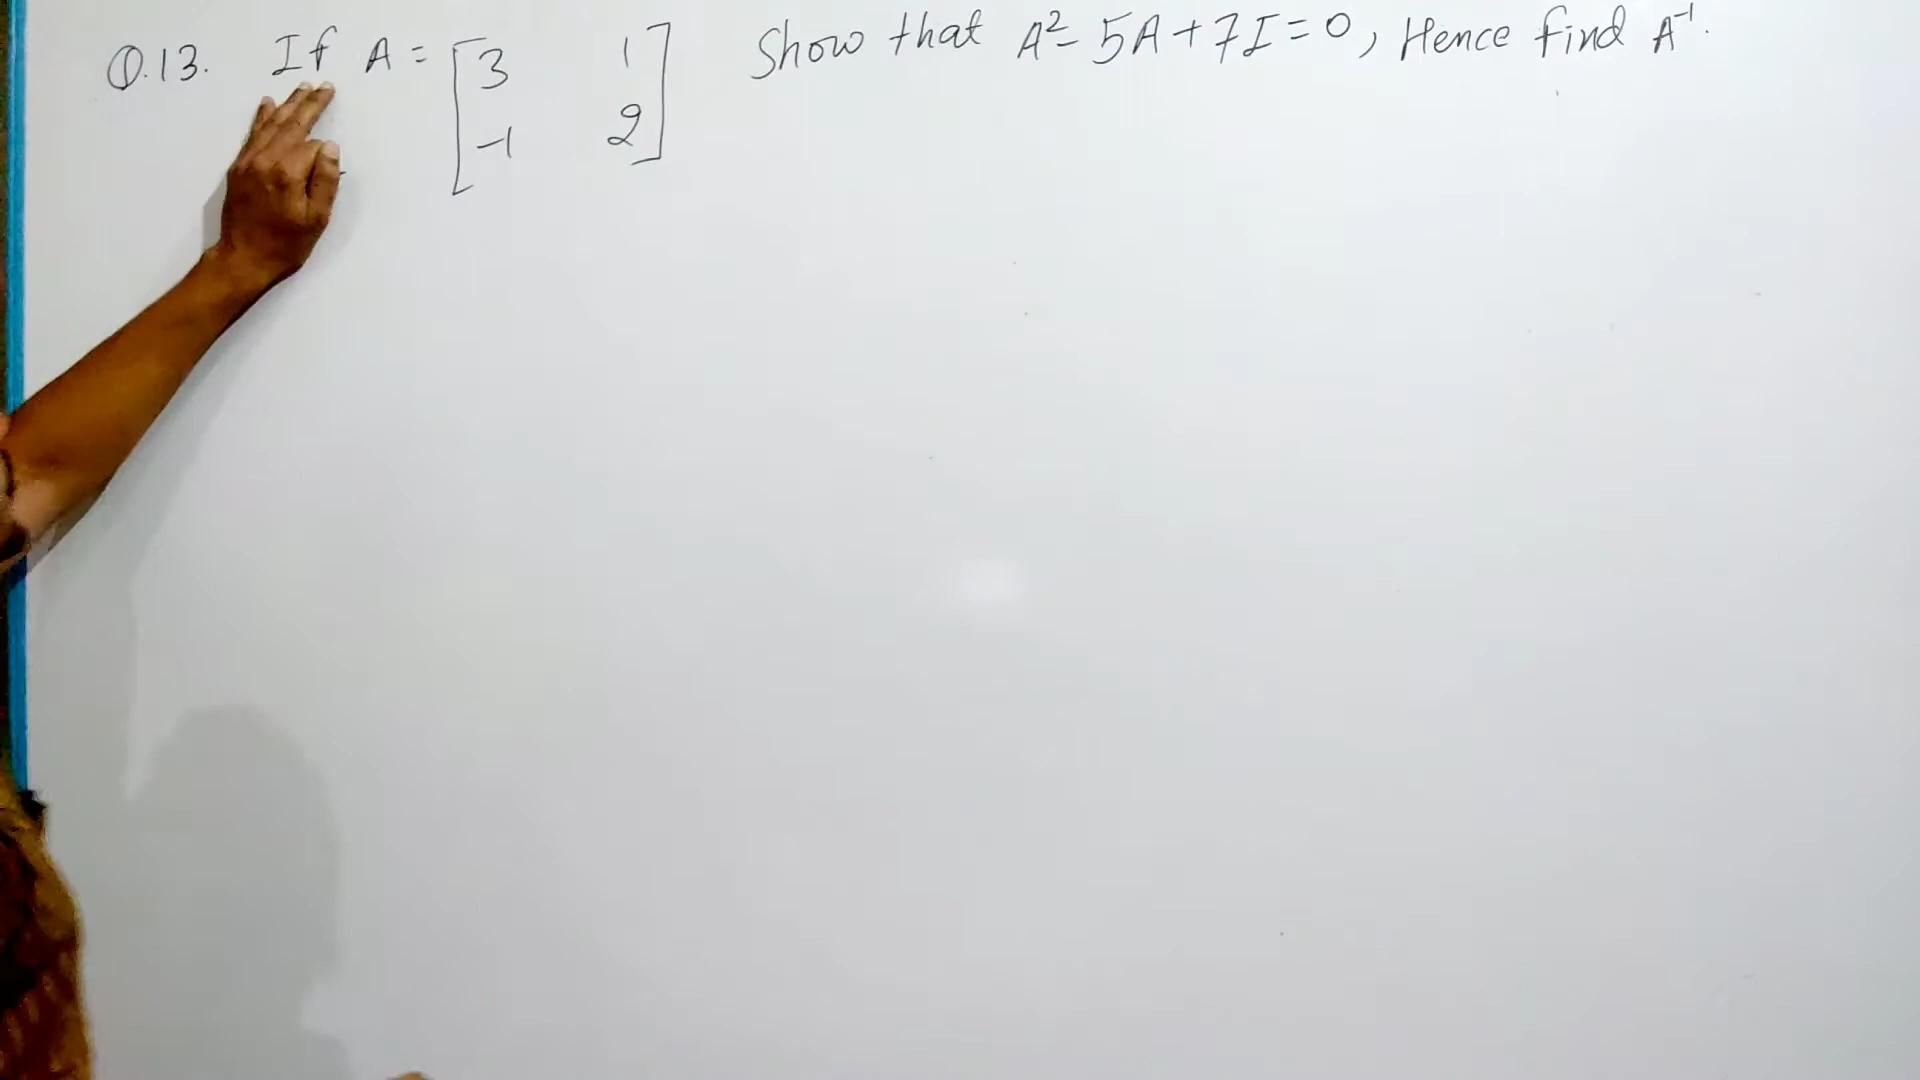 Q.13. If A = [3 1 Show that A²- 5A + 7I = 0, Hence find A⁻¹.
-1 2]